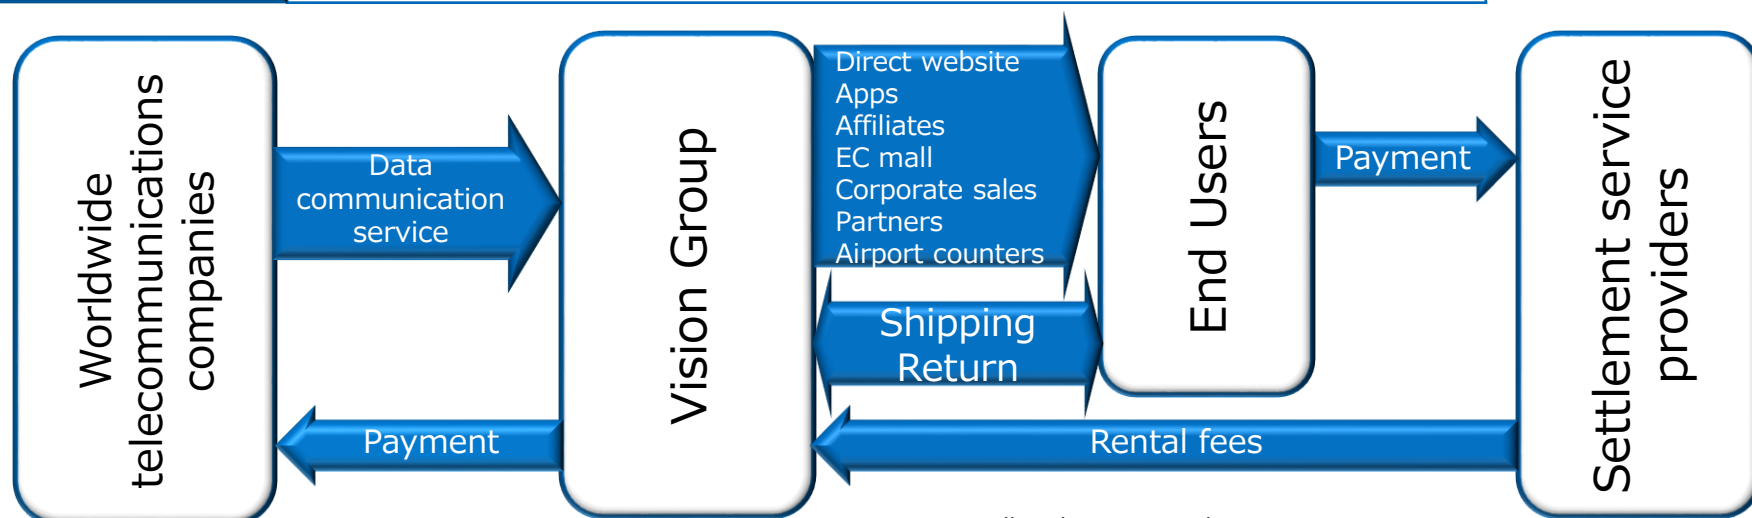 Worldwide
telecommunications
companies
Data
communication
service
Payment
Vision Group
Direct website
Apps
Affiliates
EC mall
Corporate sales
Partners
Airport counters
Shipping
Return
End Users
Payment
Rental fees
Settlement service
providers